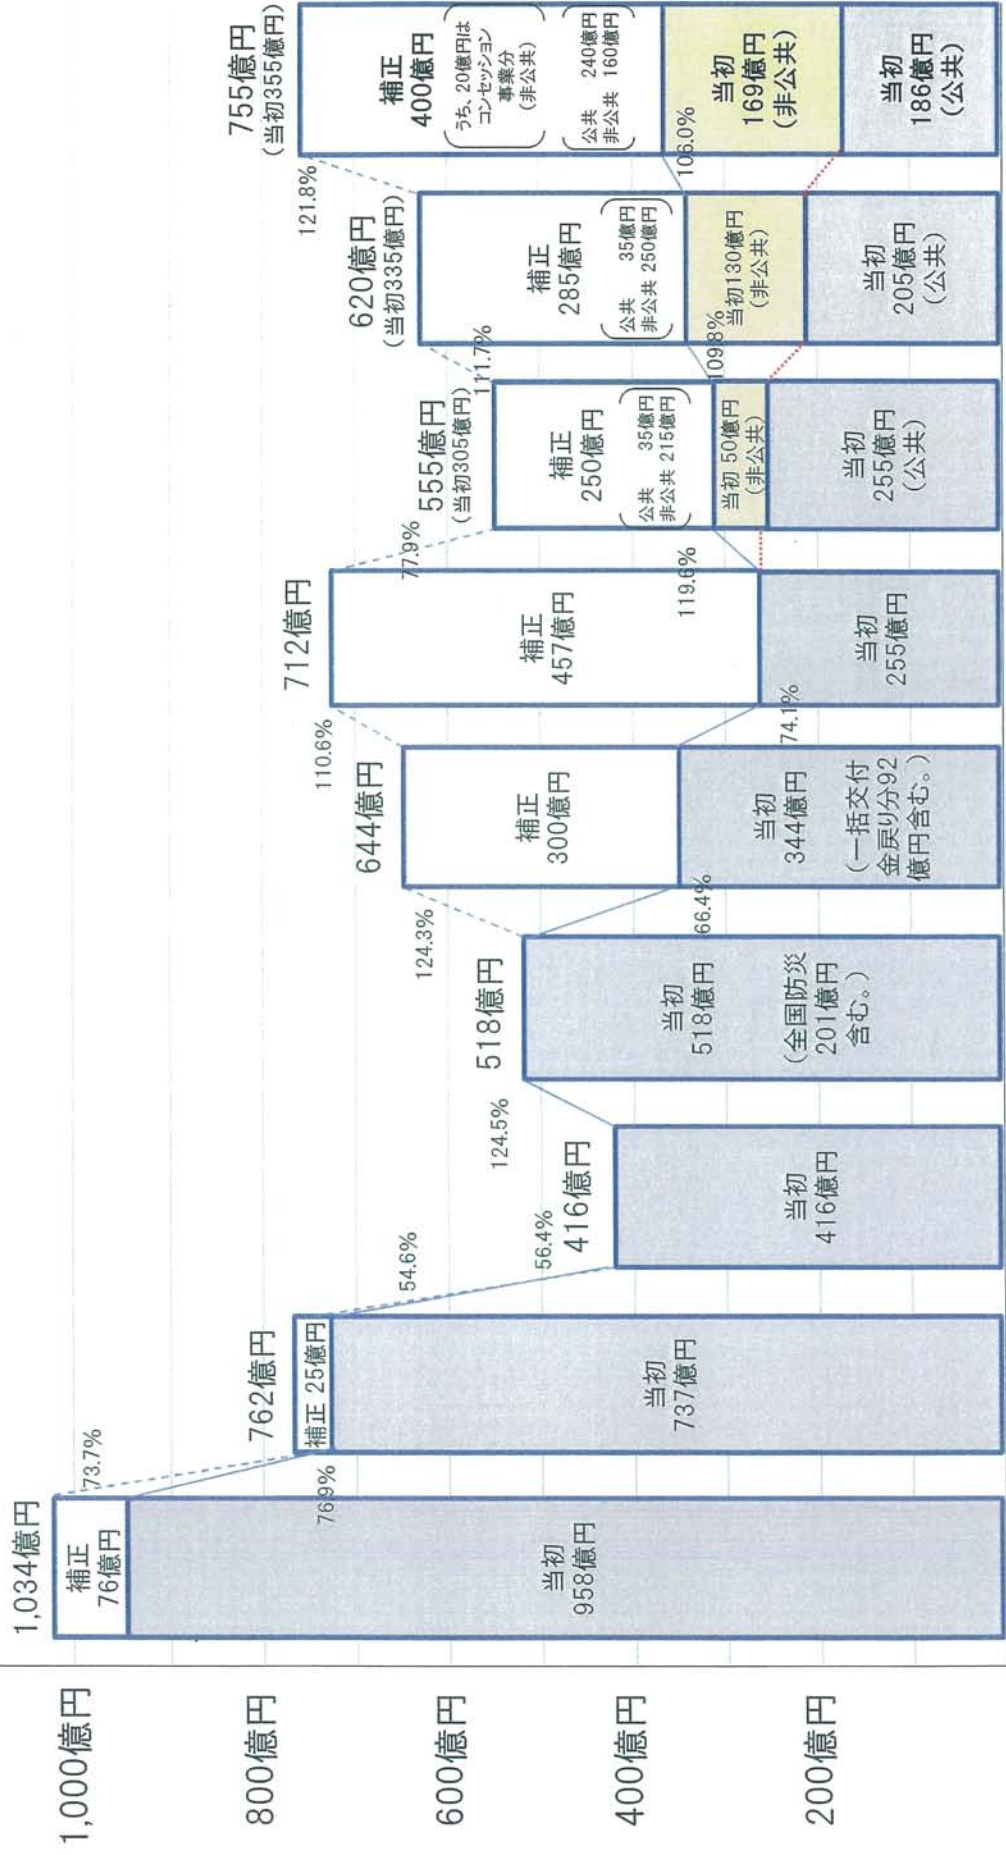 1,000億円
800億円
600億円
400億円
200億円
1,034億円
補正
76億円
当初
958億円
73.7%
76.9%
762億円
補正 25億円
当初
737億円
54.6%
56.4%
416億円
当初
416億円
124.5%
518億円
当初
518億円
(全国防災
201億円
含む。)
124.3%
66.4%
644億円
補正
300億円
当初
344億円
(一括交付
金戻り分92
億円含む。)
110.6%
74.1%
712億円
補正
457億円
当初
255億円
77.9%
119.6%
555億円
(当初305億円)
補正
250億円
公共 35億円
非公共 215億円
当初 50億円
(非公共)
当初
255億円
(公共)
111.7%
109.8%
620億円
(当初335億円)
補正
285億円
公共 35億円
非公共 250億円
当初130億円
(非公共)
当初
205億円
(公共)
121.8%
106.0%
755億円
(当初355億円)
補正
400億円
うち、20億円は
コンセッション
事業分
(非公共)
公共 240億円
非公共 160億円
当初
169億円
(非公共)
当初
186億円
(公共)